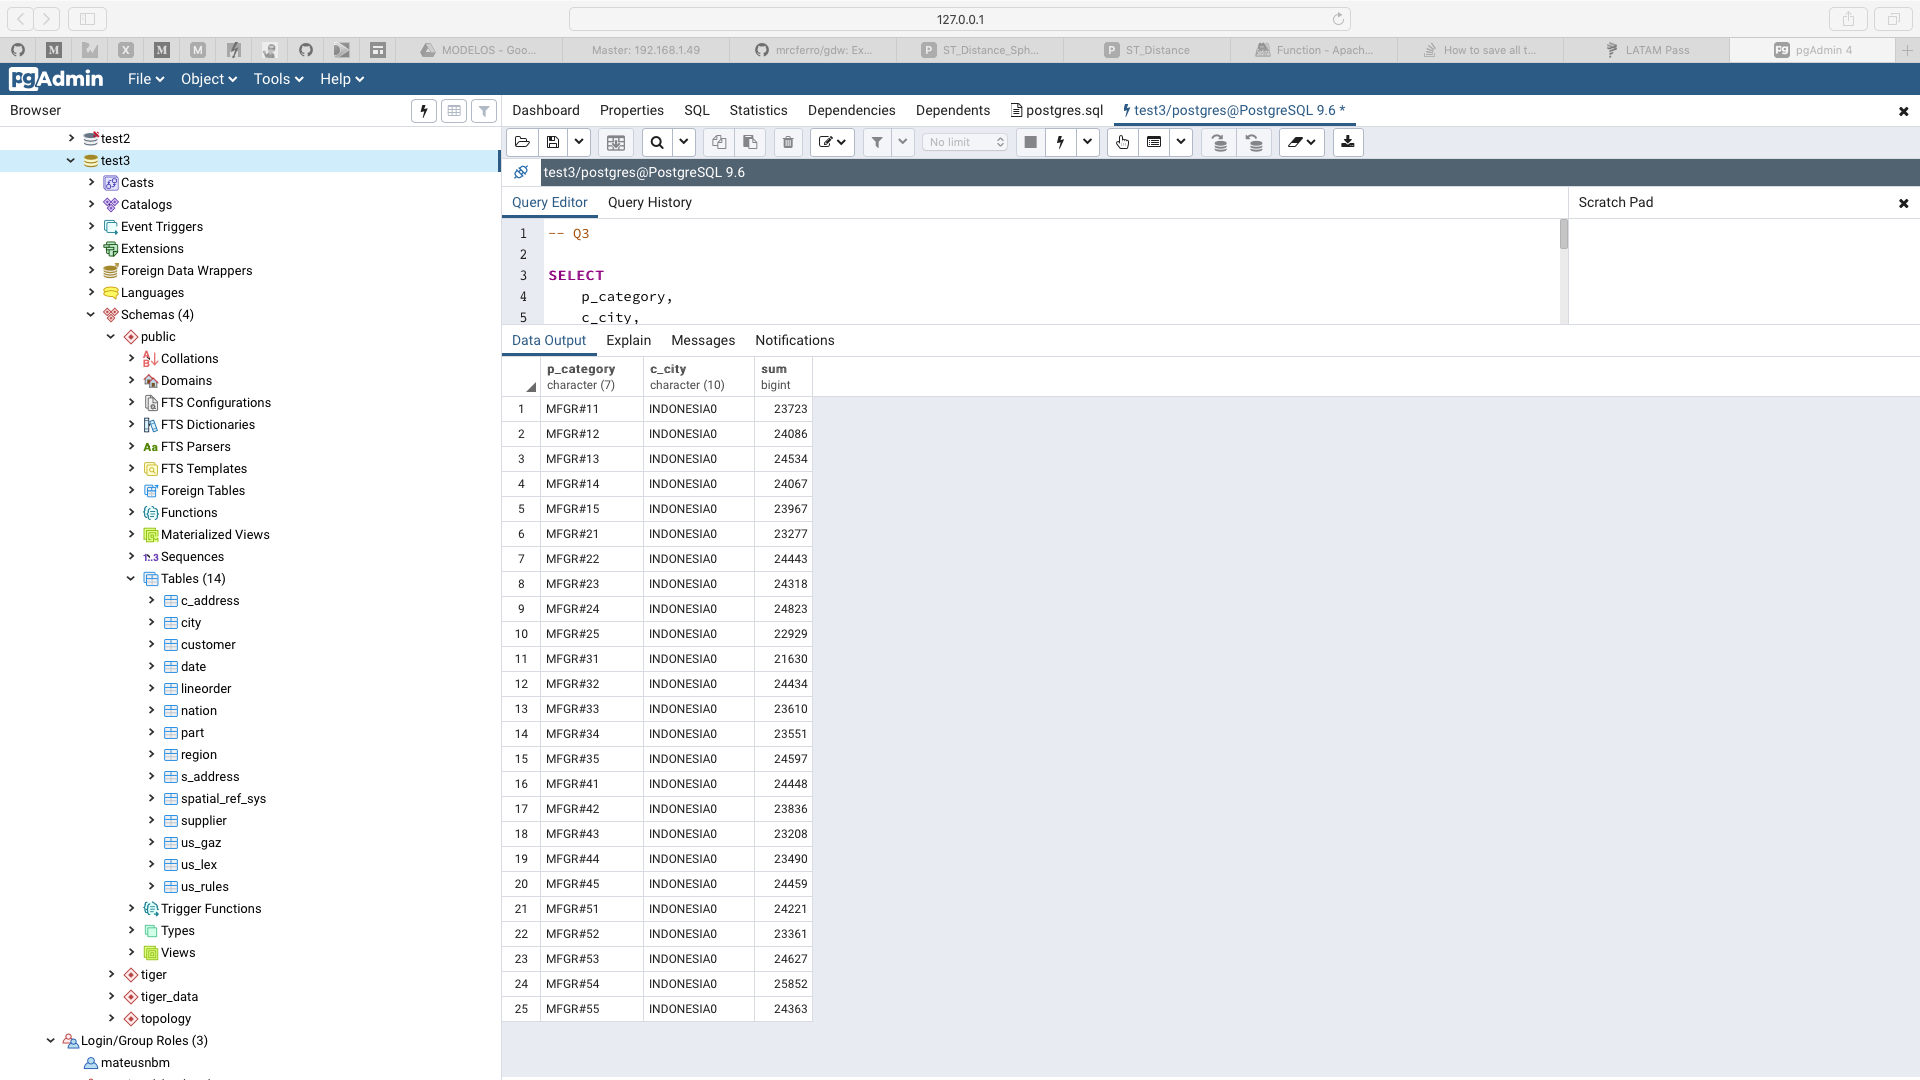 127.0.0.1
MODELOS - Goo...
Master: 192.168.1.49
mrcferro/gdw: Ex...
ST_Distance_Sph...
ST_Distance
Function - Apach...
How to save all t...
LATAM Pass
pgAdmin 4
pgAdmin
File
Object
Tools
Help
Browser
Dashboard
Properties
SQL
Statistics
Dependencies
Dependents
postgres.sql
test3/postgres@PostgreSQL 9.6 *
No limit
test3/postgres@PostgreSQL 9.6
Query Editor
Query History
Scratch Pad
1 -- Q3
2
3 SELECT
4 p_category,
5 c_city,
Data Output
Explain
Messages
Notifications
p_category character (7)
c_city character (10)
sum bigint
1 MFGR#11 INDONESIA0 23723
2 MFGR#12 INDONESIA0 24086
3 MFGR#13 INDONESIA0 24534
4 MFGR#14 INDONESIA0 24067
5 MFGR#15 INDONESIA0 23967
6 MFGR#21 INDONESIA0 23277
7 MFGR#22 INDONESIA0 24443
8 MFGR#23 INDONESIA0 24318
9 MFGR#24 INDONESIA0 24823
10 MFGR#25 INDONESIA0 22929
11 MFGR#31 INDONESIA0 21630
12 MFGR#32 INDONESIA0 24434
13 MFGR#33 INDONESIA0 23610
14 MFGR#34 INDONESIA0 23551
15 MFGR#35 INDONESIA0 24597
16 MFGR#41 INDONESIA0 24448
17 MFGR#42 INDONESIA0 23836
18 MFGR#43 INDONESIA0 23208
19 MFGR#44 INDONESIA0 23490
20 MFGR#45 INDONESIA0 24459
21 MFGR#51 INDONESIA0 24221
22 MFGR#52 INDONESIA0 23361
23 MFGR#53 INDONESIA0 24627
24 MFGR#54 INDONESIA0 25852
25 MFGR#55 INDONESIA0 24363
test2
test3
Casts
Catalogs
Event Triggers
Extensions
Foreign Data Wrappers
Languages
Schemas (4)
public
Collations
Domains
FTS Configurations
FTS Dictionaries
FTS Parsers
FTS Templates
Foreign Tables
Functions
Materialized Views
Sequences
Tables (14)
c_address
city
customer
date
lineorder
nation
part
region
s_address
spatial_ref_sys
supplier
us_gaz
us_lex
us_rules
Trigger Functions
Types
Views
tiger
tiger_data
topology
Login/Group Roles (3)
mateusnbm